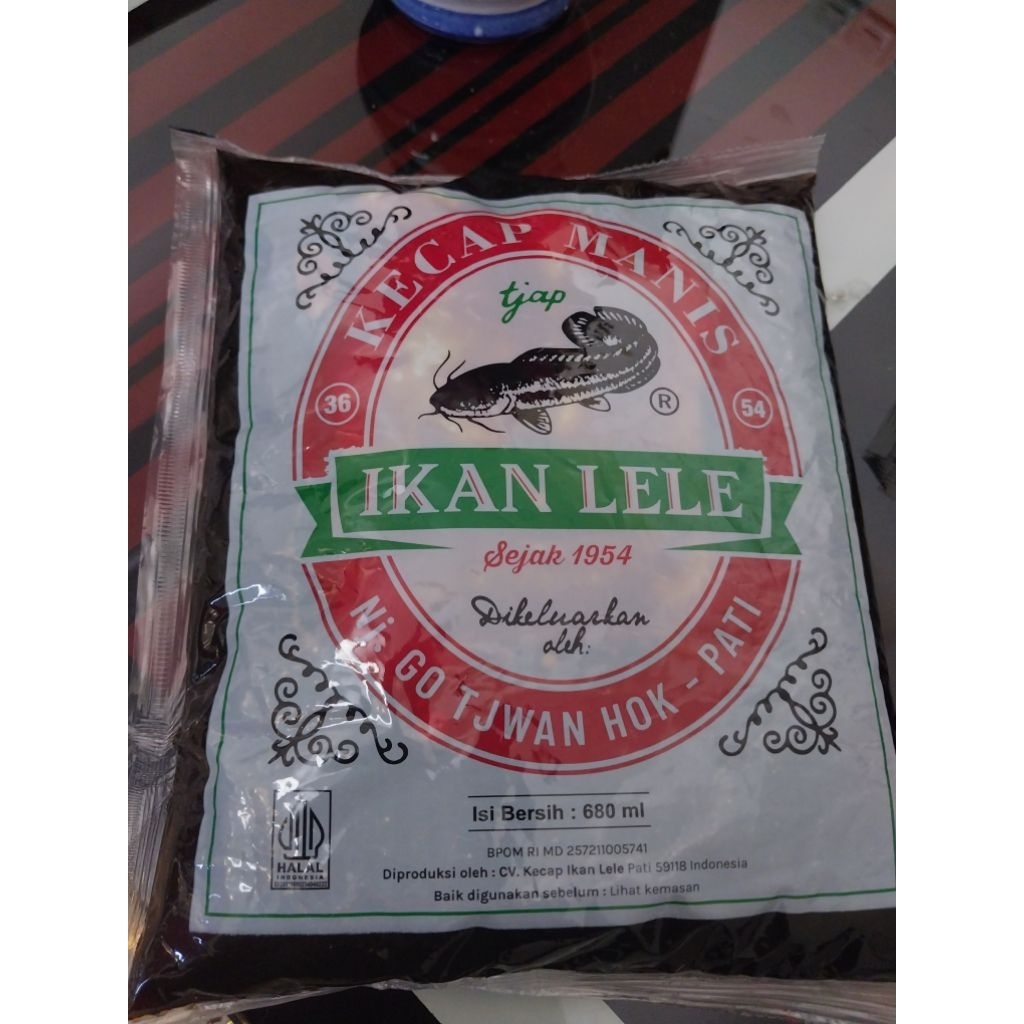 KECAP MANIS
tjap
36
®
54
IKAN LELE
Sejak 1954
Dikeluarkan
oleh:
Nj. GO TJWAN HOK - PATI
Isi Bersih : 680 ml
BPOM RI MD 257211005741
HALAL
INDONESIA
Diproduksi oleh : CV. Kecap Ikan Lele Pati 59118 Indonesia
Baik digunakan sebelum : Lihat kemasan